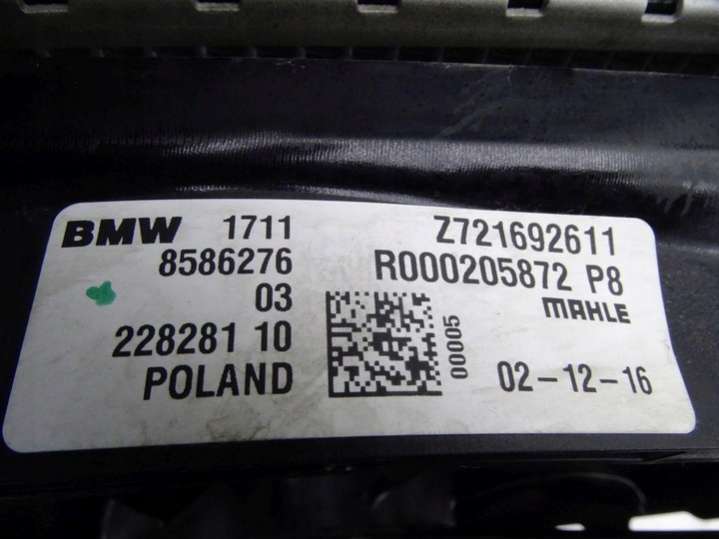 BMW 1711 Z721692611
8586276 R000205872 P8
03 MAHLE
228281 10 00005 02-12-16
POLAND